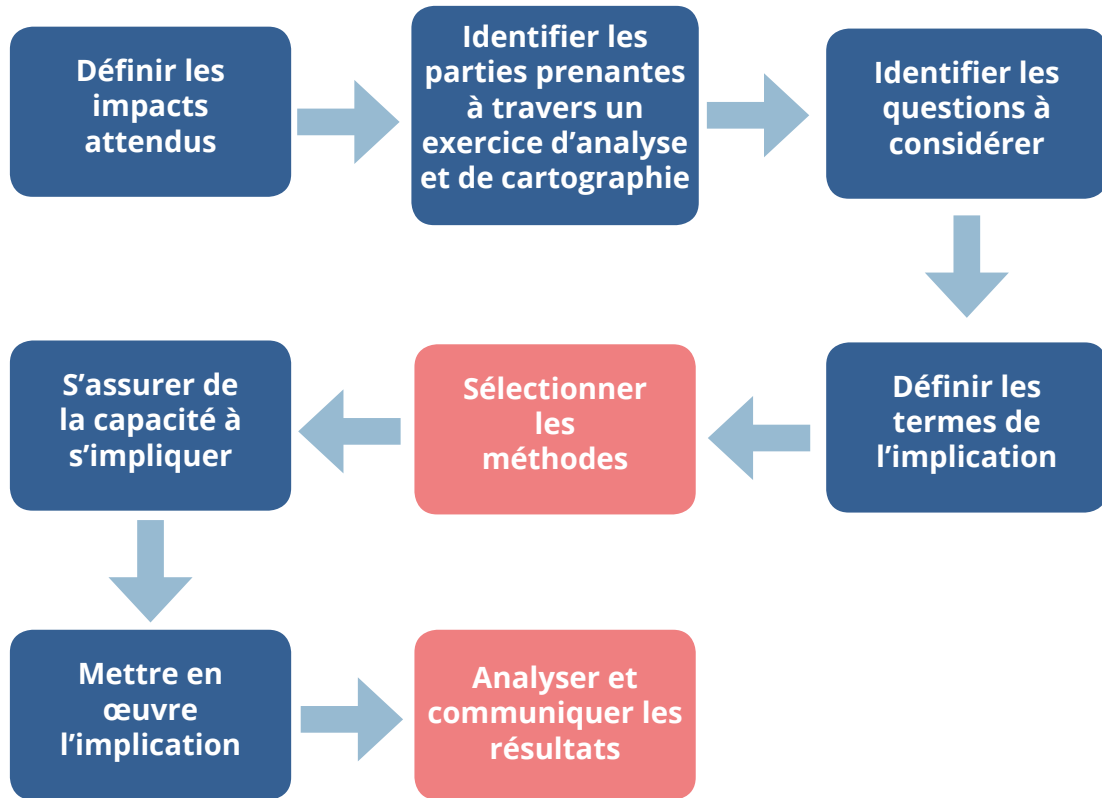 Définir les
impacts
attendus
Identifier les
parties prenantes
à travers un
exercice d’analyse
et de cartographie
Identifier les
questions à
considérer
Définir les
termes de
l’implication
Sélectionner
les
méthodes
S’assurer de
la capacité à
s’impliquer
Mettre en
œuvre
l’implication
Analyser et
communiquer les
résultats